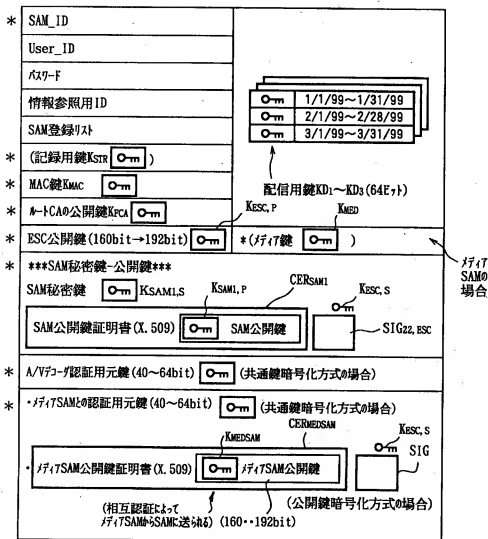 * SAM_ID
User_ID
パスワード
情報参照用ID
SAM登録リスト
* (記録用鍵KSTR )
* MAC鍵KMAC
* ルートCAの公開鍵KPCA
1/1/99〜1/31/99
2/1/99〜2/28/99
3/1/99〜3/31/99
配信用鍵KD1〜KD3(64ビット)
KESC, P
KMED
* ESC公開鍵(160bit→192bit)
*(メディア鍵 )
メディア
SAMの
場合
* ***SAM秘密鍵-公開鍵***
SAM秘密鍵 KSAM1,S
KSAM1, P
CERSAM1
KESC, S
SAM公開鍵証明書(X.509) SAM公開鍵
SIG22, ESC
* A/Vデコーダ認証用元鍵(40〜64bit) (共通鍵暗号化方式の場合)
* ・メディアSAMとの認証用元鍵(40〜64bit) (共通鍵暗号化方式の場合)
KMEDSAM
CERMEDSAM
KESC, S
SIG
・メディアSAM公開鍵証明書(X.509) メディアSAM公開鍵
(相互認証によって
メディアSAMからSAMに送られる) (160・・192bit)
(公開鍵暗号化方式の場合)